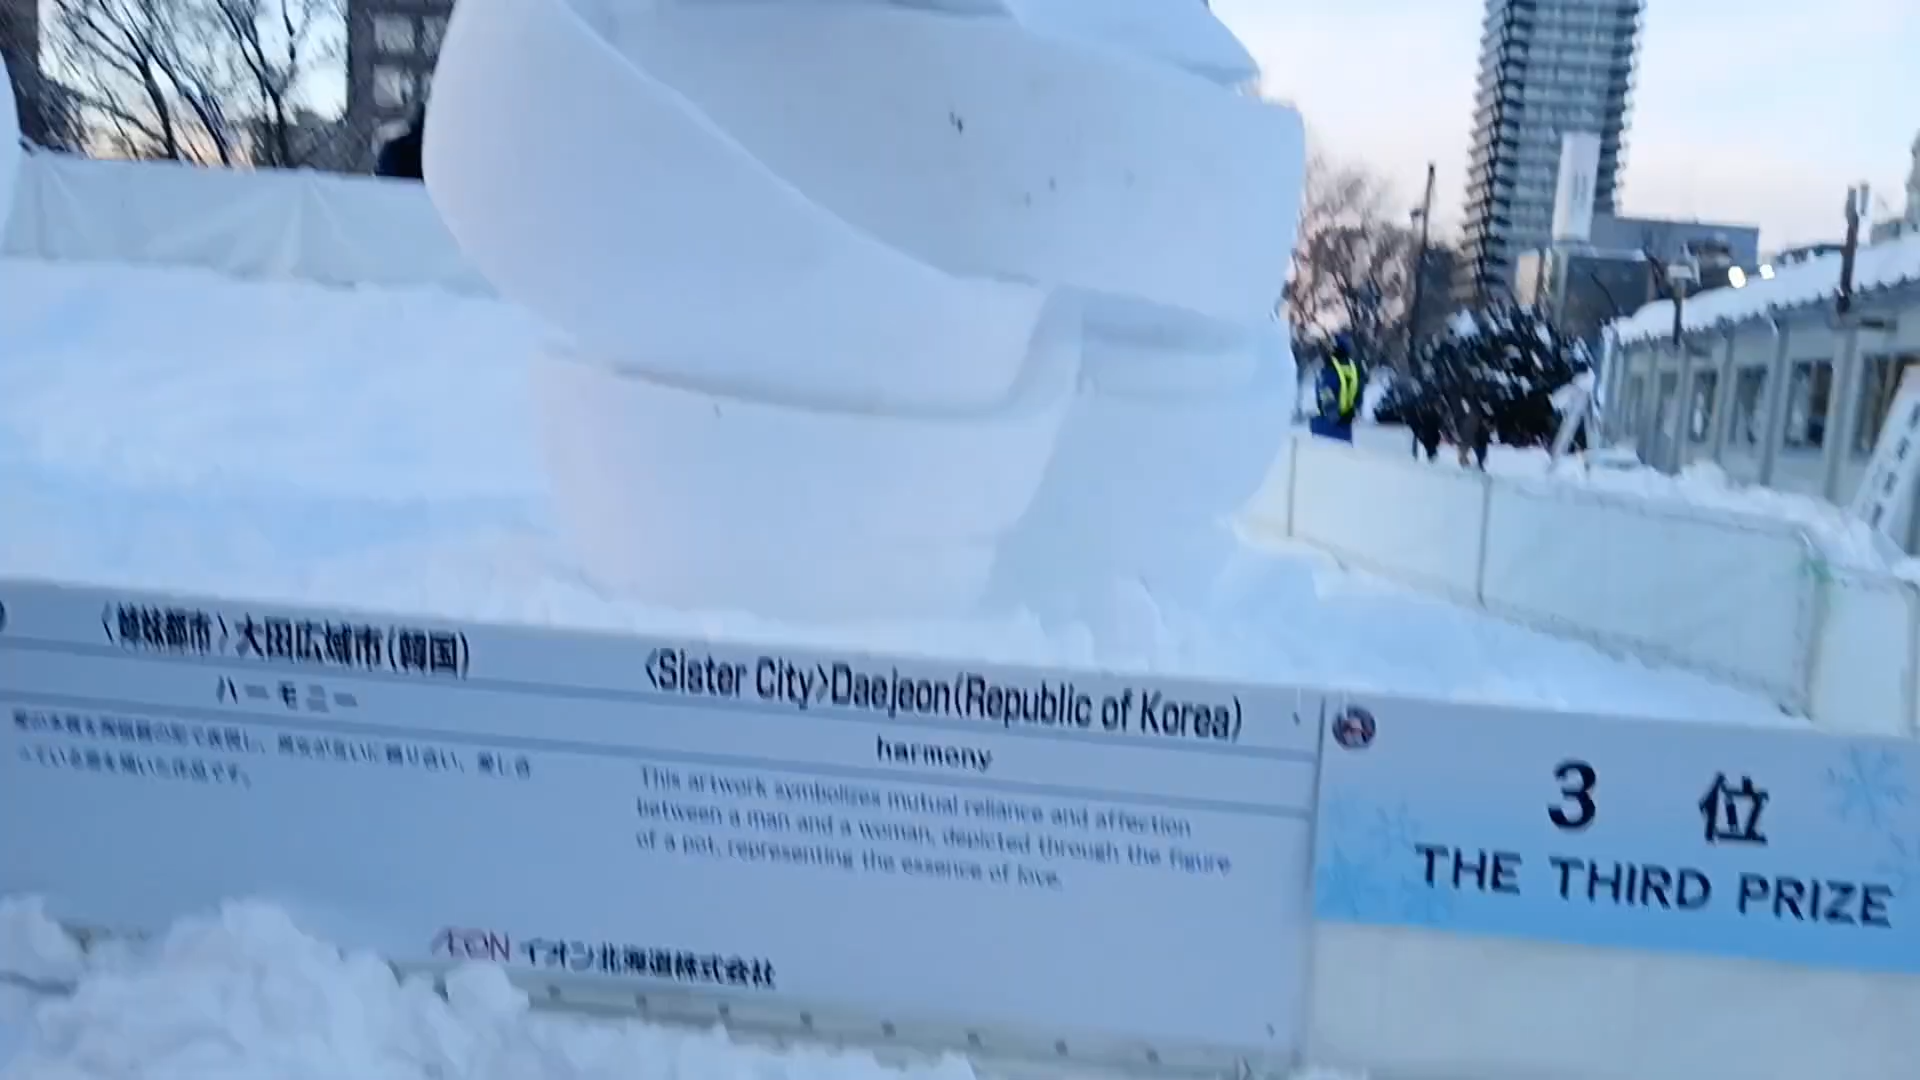 〈姉妹都市〉大田広域市(韓国)
ハーモニー
<Sister City>Daejeon(Republic of Korea)
harmony
This artwork symbolizes mutual reliance and affection
between a man and a woman, depicted through the figure
of a pot, representing the essence of love.
AEON イオン北海道株式会社
3 位
THE THIRD PRIZE